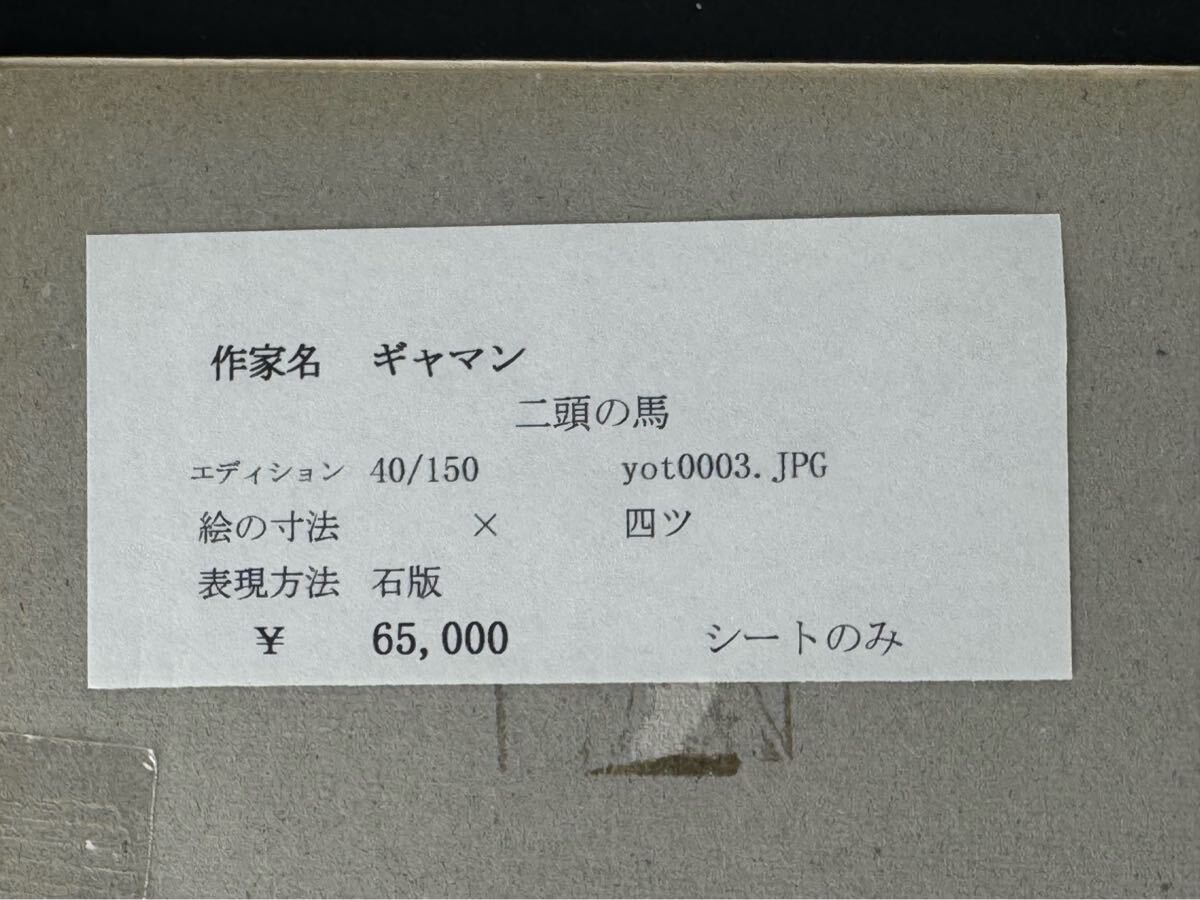 作家名 ギャマン
二頭の馬
エディション 40/150 yot0003.JPG
絵の寸法 × 四ツ
表現方法 石版
¥ 65,000 シートのみ